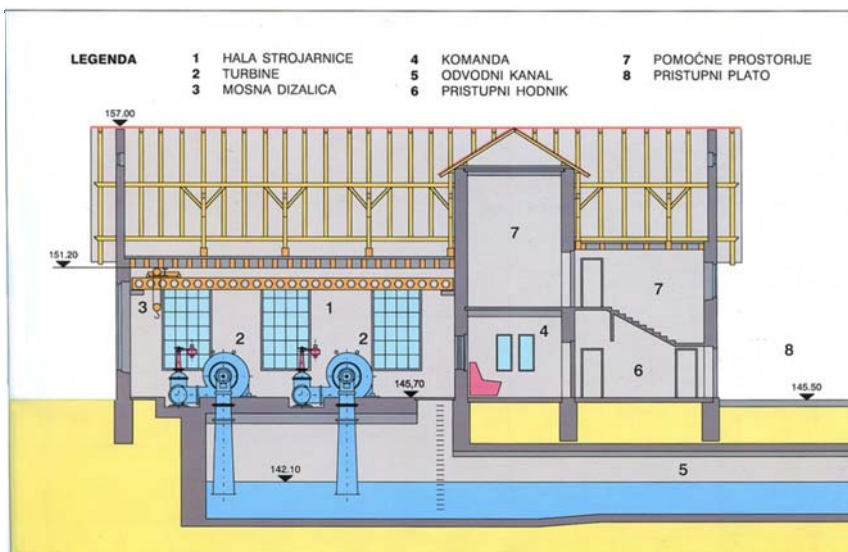 LEGENDA
1 HALA STROJARNICE
2 TURBINE
3 MOSNA DIZALICA
4 KOMANDA
5 ODVODNI KANAL
6 PRISTUPNI HODNIK
7 POMOĆNE PROSTORIJE
8 PRISTUPNI PLATO
157.00
151.20
7
3
1
7
2
2
4
8
6
145,70
145.50
142.10
5